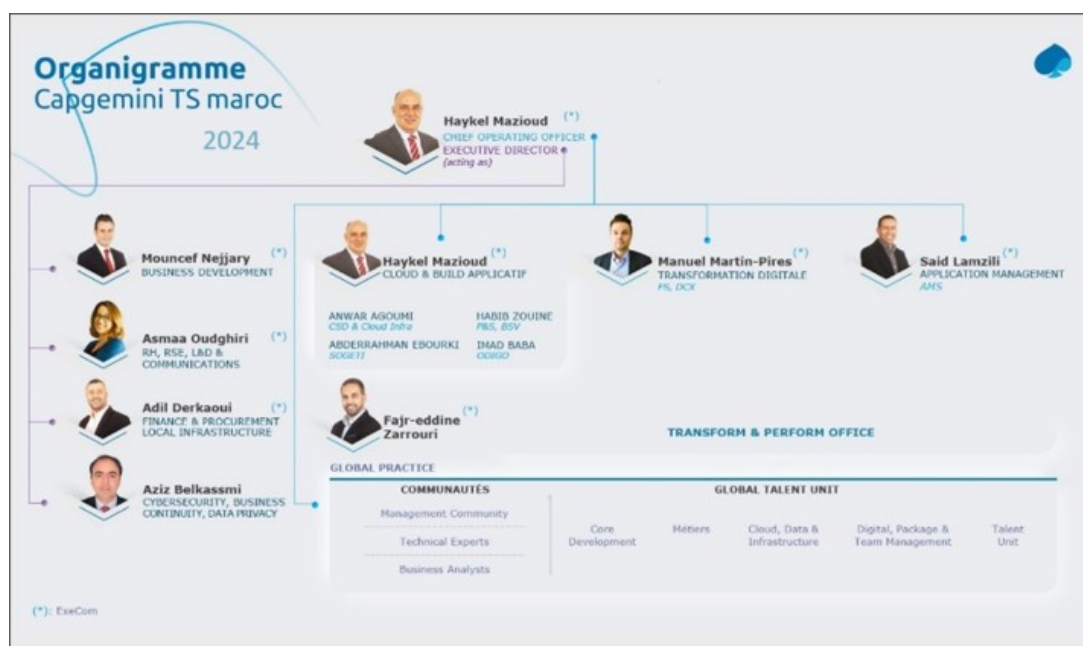 Organigramme
Capgemini TS maroc
2024
Haykel Mazioud (*)
CHIEF OPERATING OFFICER
EXECUTIVE DIRECTOR
(acting as)
Mouncef Nejjary (*)
BUSINESS DEVELOPMENT
Asmaa Oudghiri (*)
RH, RSE, L&D &
COMMUNICATIONS
Adil Derkaoui (*)
FINANCE & PROCUREMENT
LOCAL INFRASTRUCTURE
Aziz Belkassmi
CYBERSECURITY, BUSINESS
CONTINUITY, DATA PRIVACY
Haykel Mazioud (*)
CLOUD & BUILD APPLICATIF
ANWAR AGOUMI
CSD & Cloud Infra
HABIB ZOUINE
P&S, BSV
ABDERRAHMAN EBOURKI
SOGETI
IMAD BABA
ODIGO
Manuel Martin-Pires (*)
TRANSFORMATION DIGITALE
FS, DCX
Said Lamzili (*)
APPLICATION MANAGEMENT
AMS
Fajr-eddine (*)
Zarrouri
TRANSFORM & PERFORM OFFICE
GLOBAL PRACTICE
COMMUNAUTÉS
Management Community
Technical Experts
Business Analysts
GLOBAL TALENT UNIT
Core
Development
Métiers
Cloud, Data &
Infrastructure
Digital, Package &
Team Management
Talent
Unit
(*): ExeCom